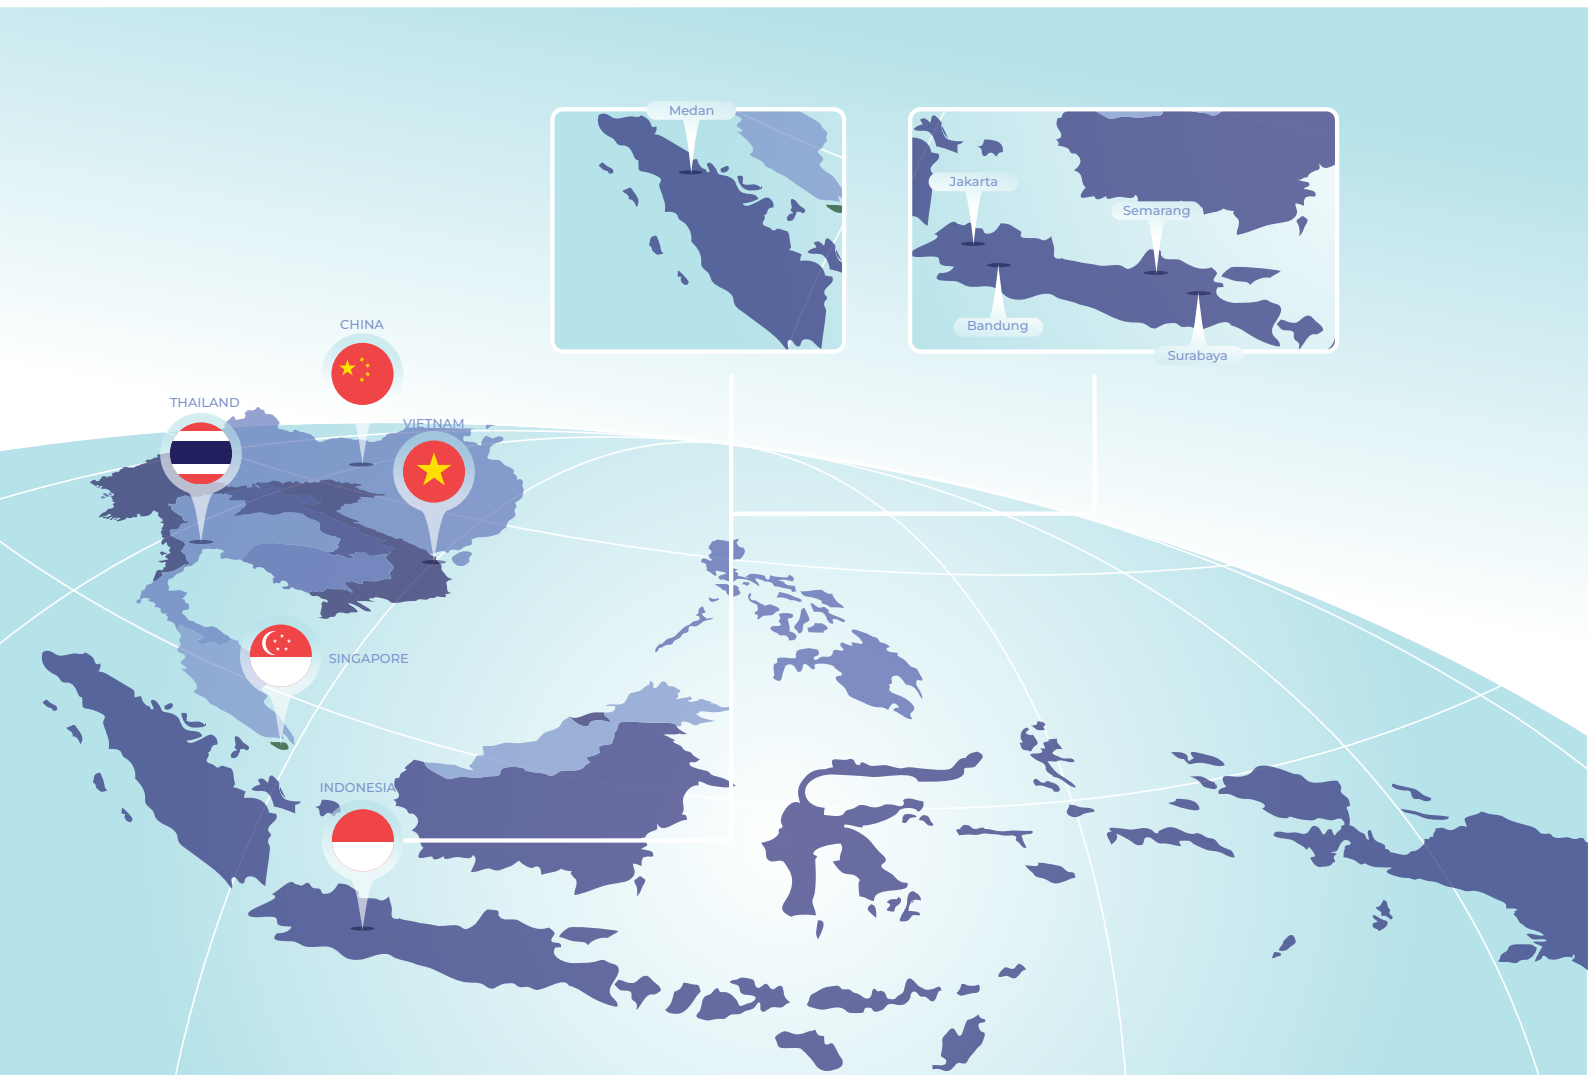 Medan
Jakarta
Semarang
Bandung
Surabaya
CHINA
THAILAND
VIETNAM
SINGAPORE
INDONESIA